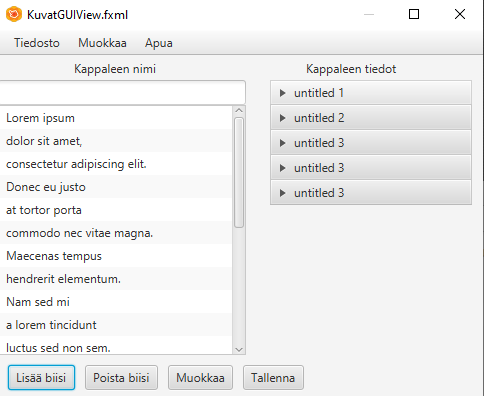 KuvatGUIView.fxml
Tiedosto Muokkaa Apua
Kappaleen nimi
Lorem ipsum
dolor sit amet,
consectetur adipiscing elit.
Donec eu justo
at tortor porta
commodo nec vitae magna.
Maecenas tempus
hendrerit elementum.
Nam sed mi
a lorem tincidunt
luctus sed non sem.
Kappaleen tiedot
untitled 1
untitled 2
untitled 3
untitled 3
untitled 3
Lisää biisi Poista biisi Muokkaa Tallenna